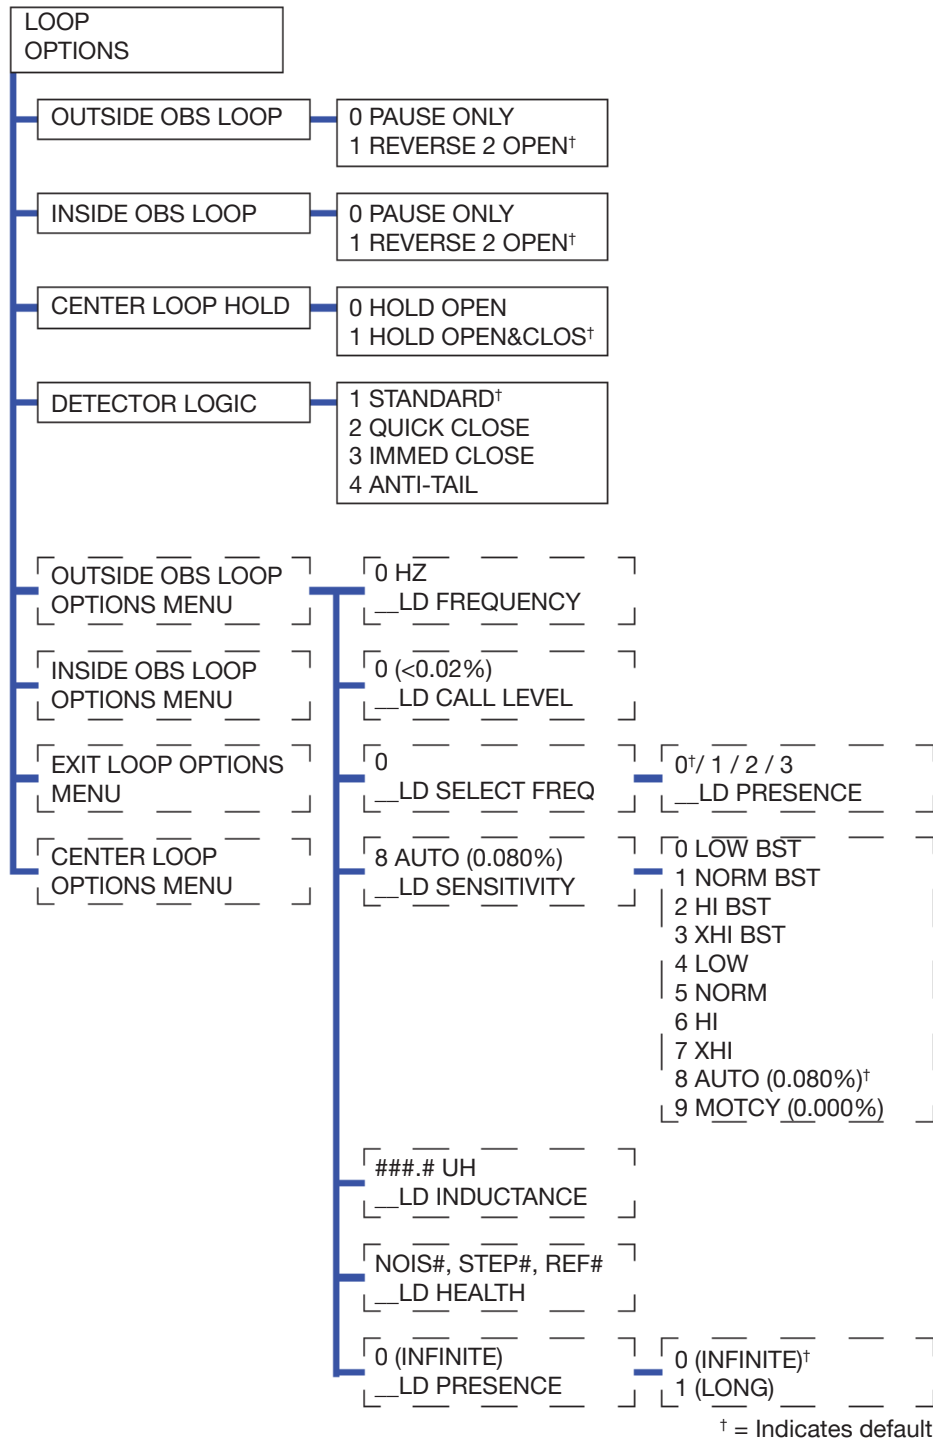 LOOP
OPTIONS
OUTSIDE OBS LOOP
0 PAUSE ONLY
1 REVERSE 2 OPEN†
INSIDE OBS LOOP
0 PAUSE ONLY
1 REVERSE 2 OPEN†
CENTER LOOP HOLD
0 HOLD OPEN
1 HOLD OPEN&CLOS†
DETECTOR LOGIC
1 STANDARD†
2 QUICK CLOSE
3 IMMED CLOSE
4 ANTI-TAIL
OUTSIDE OBS LOOP
OPTIONS MENU
0 HZ
__LD FREQUENCY
INSIDE OBS LOOP
OPTIONS MENU
0 (<0.02%)
__LD CALL LEVEL
EXIT LOOP OPTIONS
MENU
0
__LD SELECT FREQ
0†/ 1 / 2 / 3
__LD PRESENCE
CENTER LOOP
OPTIONS MENU
8 AUTO (0.080%)
__LD SENSITIVITY
0 LOW BST
1 NORM BST
2 HI BST
3 XHI BST
4 LOW
5 NORM
6 HI
7 XHI
8 AUTO (0.080%)†
9 MOTCY (0.000%)
###.# UH
__LD INDUCTANCE
NOIS#, STEP#, REF#
__LD HEALTH
0 (INFINITE)
__LD PRESENCE
0 (INFINITE)†
1 (LONG)
† = Indicates default